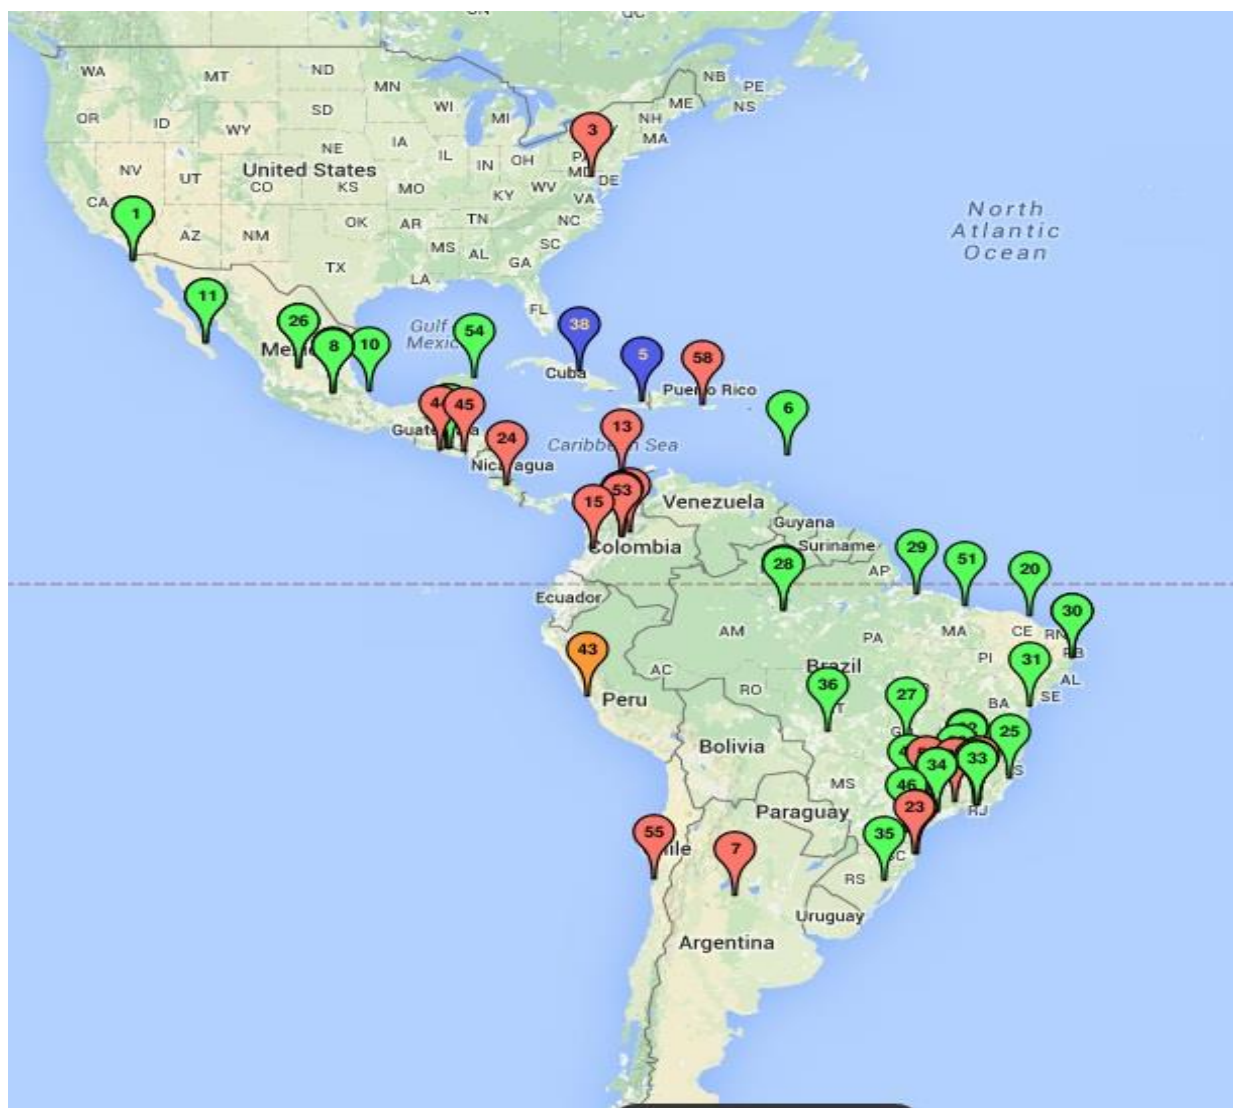 QC
WA
MT
ND
MN
NB
PE
OR
ID
SD
WI
MI
ME
NS
WY
NH
3
MA
NE
IA
NV
UT
United States
IL
IN
OH
MD
DE
CA
CO
KS
MO
WV
VA
KY
1
AZ
NM
OK
AR
TN
NC
North
Atlantic
Ocean
MS
AL
SC
GA
TX
LA
FL
11
26
8
10
Gulf
Mexic
54
38
5
58
Cuba
Puerto Rico
6
45
Caribbean Sea
24
13
Nicaragua
53
15
Venezuela
Guyana
Suriname
Colombia
28
AP
29
51
20
Ecuador
30
AM
PA
MA
CE
RN
PB
43
AC
Brazil
PI
31
AL
SE
RO
36
27
BA
Peru
Bolivia
25
34
33
MS
46
RJ
Paraguay
23
55
7
35
SC
RS
Uruguay
Argentina